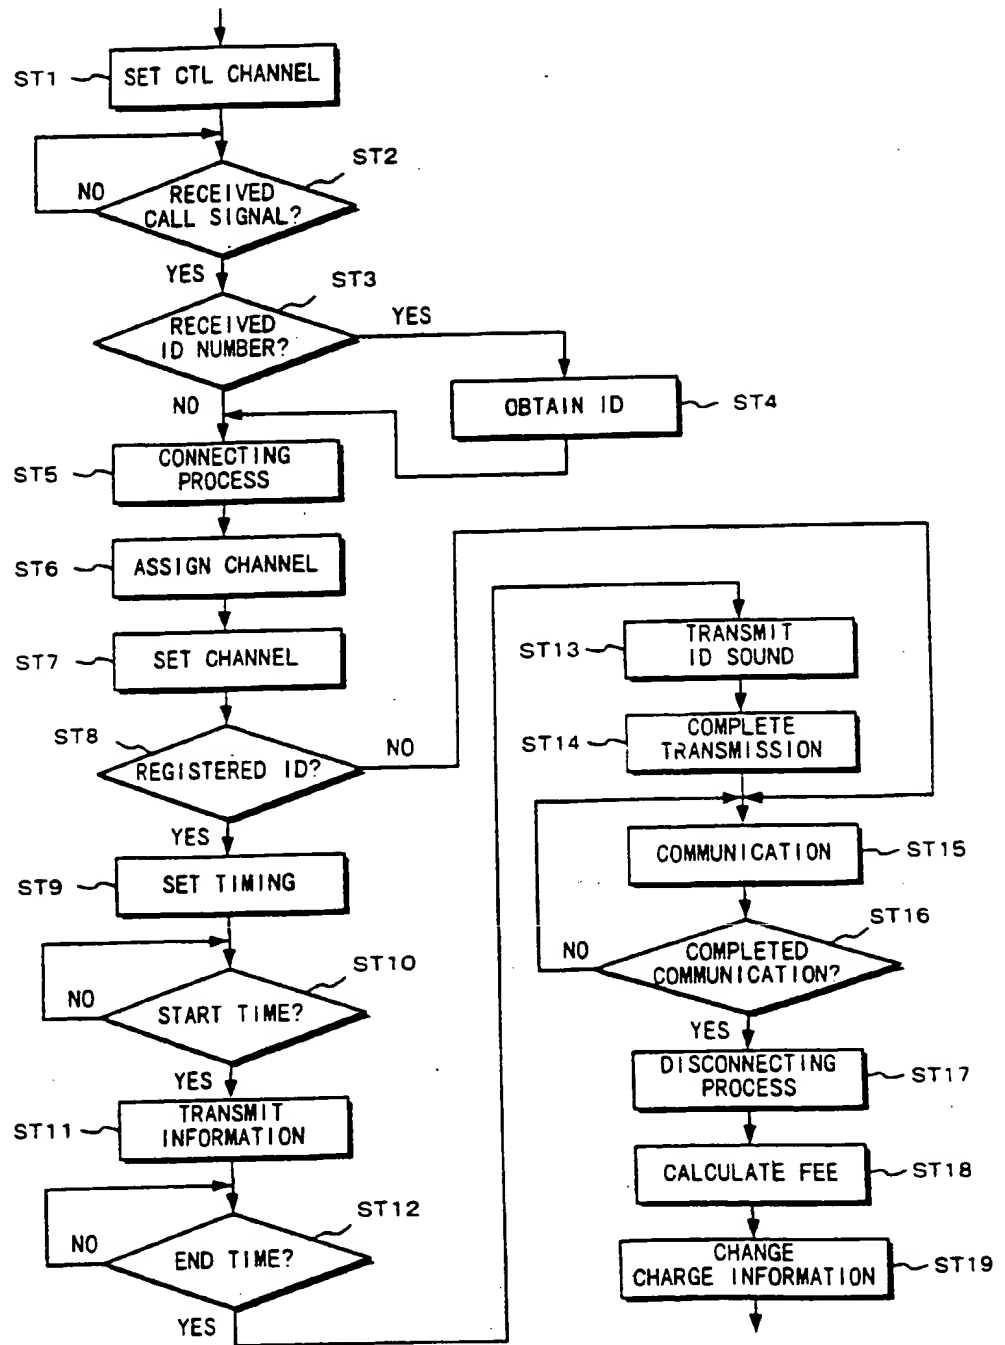 ST1
SET CTL CHANNEL
ST2
NO
RECEIVED
CALL SIGNAL?
YES
ST3
RECEIVED
ID NUMBER?
YES
NO
OBTAIN ID
ST4
ST5
CONNECTING
PROCESS
ST6
ASSIGN CHANNEL
ST7
SET CHANNEL
ST8
REGISTERED ID?
NO
YES
ST9
SET TIMING
ST10
NO
START TIME?
YES
ST11
TRANSMIT
INFORMATION
ST12
NO
END TIME?
YES
ST13
TRANSMIT
ID SOUND
ST14
COMPLETE
TRANSMISSION
COMMUNICATION
ST15
ST16
NO
COMPLETED
COMMUNICATION?
YES
DISCONNECTING
PROCESS
ST17
CALCULATE FEE
ST18
CHANGE
CHARGE INFORMATION
ST19